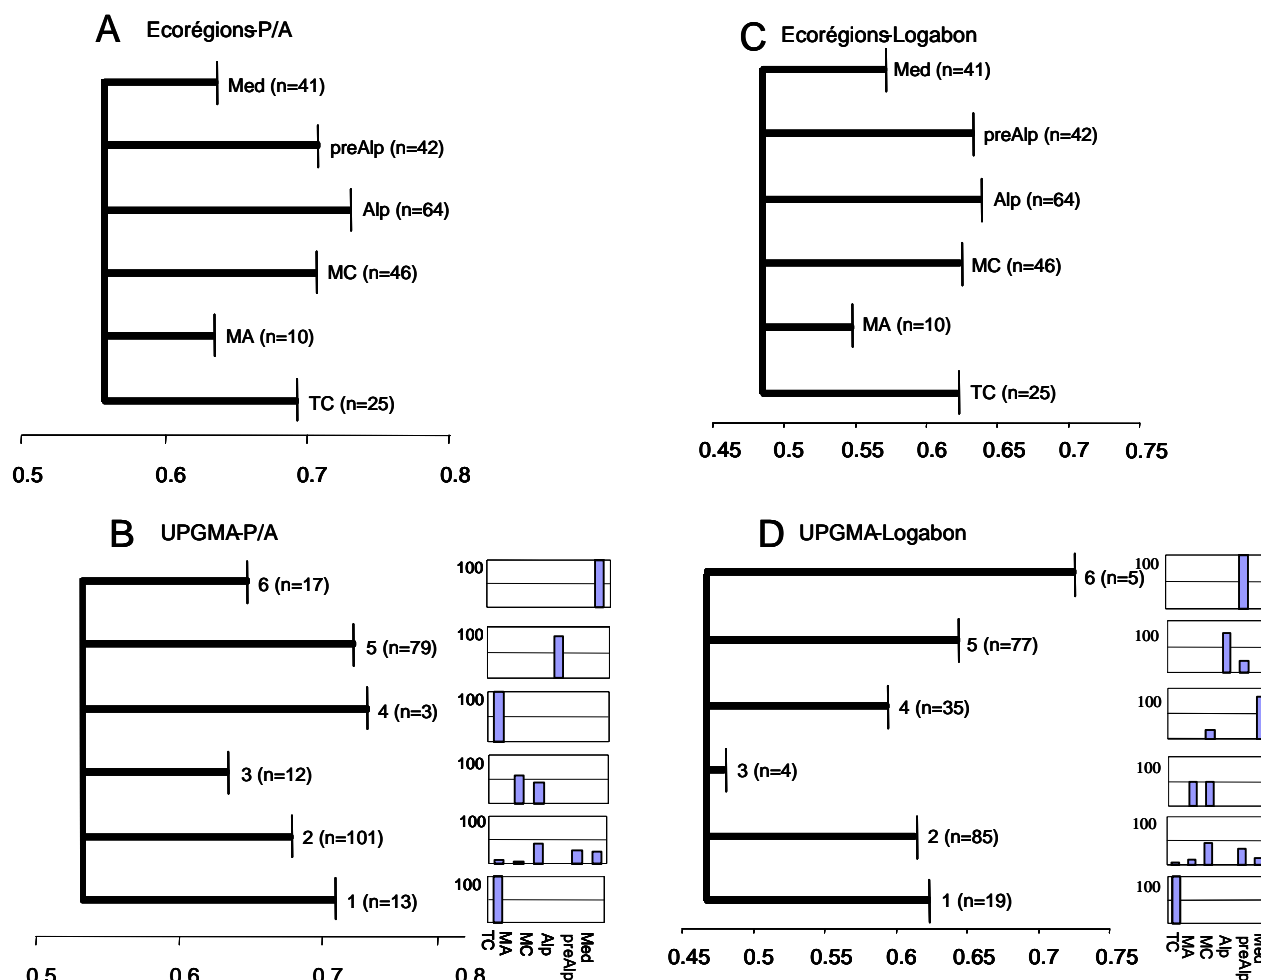 A Ecorégions-P/A
Med (n=41)
preAlp (n=42)
Alp (n=64)
MC (n=46)
MA (n=10)
TC (n=25)
0.5 0.6 0.7 0.8
C Ecorégions-Logabon
Med (n=41)
preAlp (n=42)
Alp (n=64)
MC (n=46)
MA (n=10)
TC (n=25)
0.45 0.5 0.55 0.6 0.65 0.7 0.75
B UPGMA-P/A
6 (n=17) 100
5 (n=79) 100
4 (n=3) 100
3 (n=12) 100
2 (n=101) 100
1 (n=13) 100
TC MA MC Alp preAlp Med
0.5 0.6 0.7 0.8
D UPGMA-Logabon
6 (n=5) 100
5 (n=77) 100
4 (n=35) 100
3 (n=4) 100
2 (n=85) 100
1 (n=19) 100
TC MA MC Alp preAlp Med
0.45 0.5 0.55 0.6 0.65 0.7 0.75